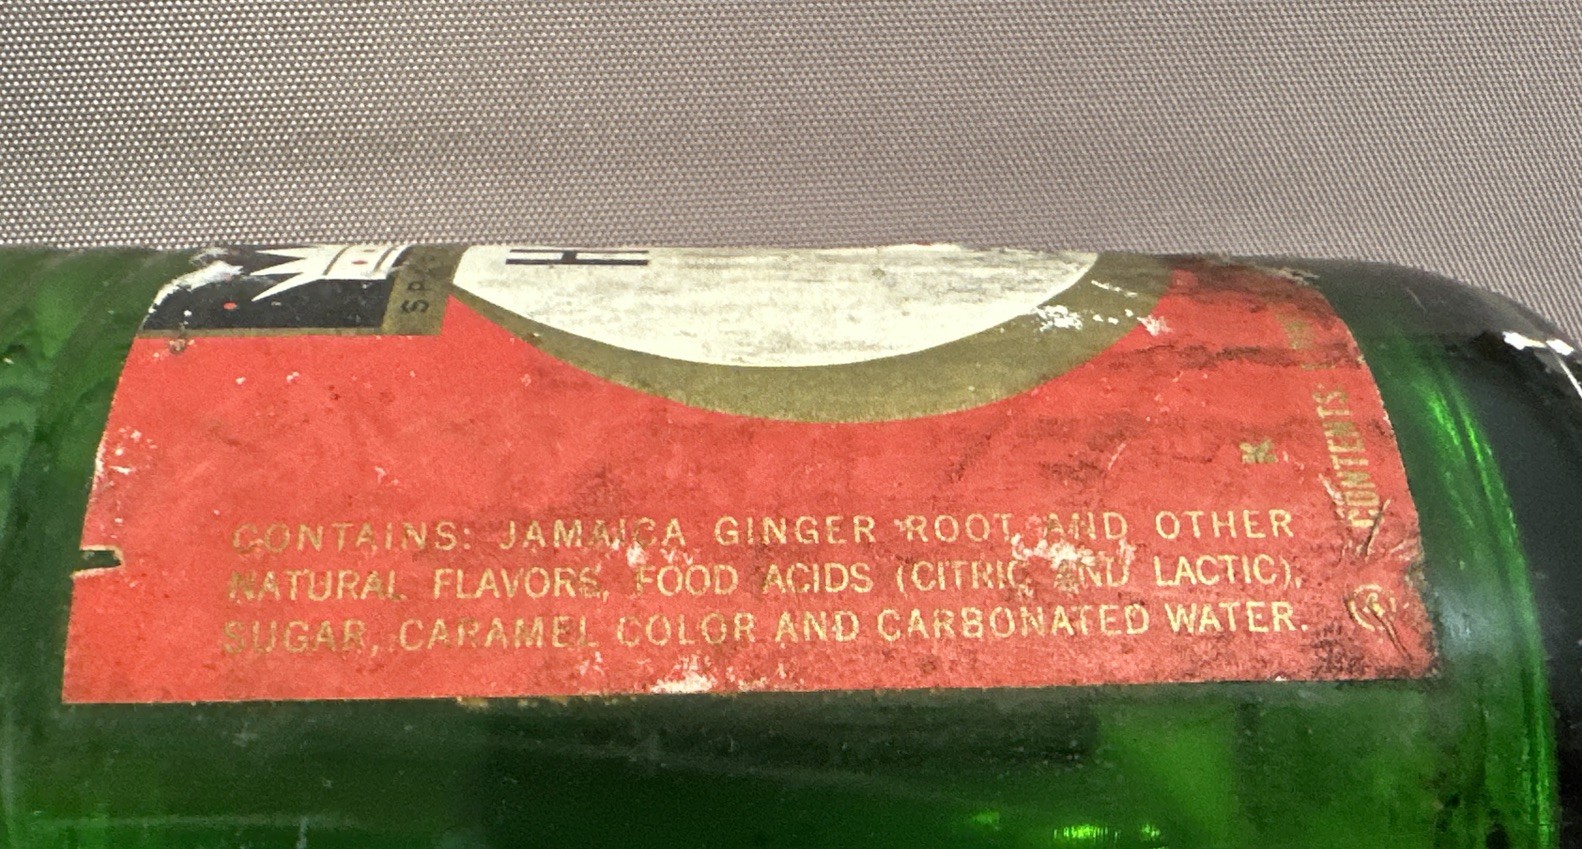 H
SP
K
CONTAINS: JAMAICA GINGER ROOT AND OTHER
NATURAL FLAVORS, FOOD ACIDS (CITRIC AND LACTIC),
SUGAR, CARAMEL COLOR AND CARBONATED WATER.
CONTENTS